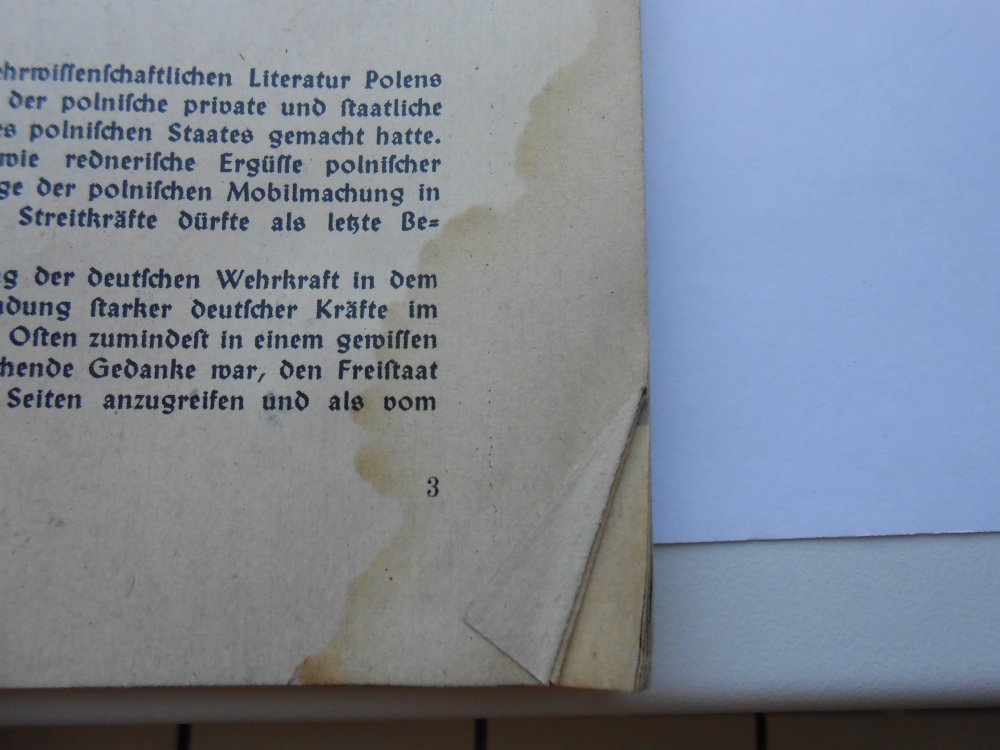 ehrwiſſenſchaftlichen Literatur Polens
der polniſche private und ſtaatliche
es polniſchen Staates gemacht hatte.
wie redneriſche Ergüſſe polniſcher
ge der polniſchen Mobilmachung in
Streitkräfte dürfte als letzte Be=
g der deutſchen Wehrkraft in dem
ndung ſtarker deutſcher Kräfte im
Oſten zumindeſt in einem gewiſſen
chende Gedanke war, den Freiſtaat
Seiten anzugreifen und als vom
3